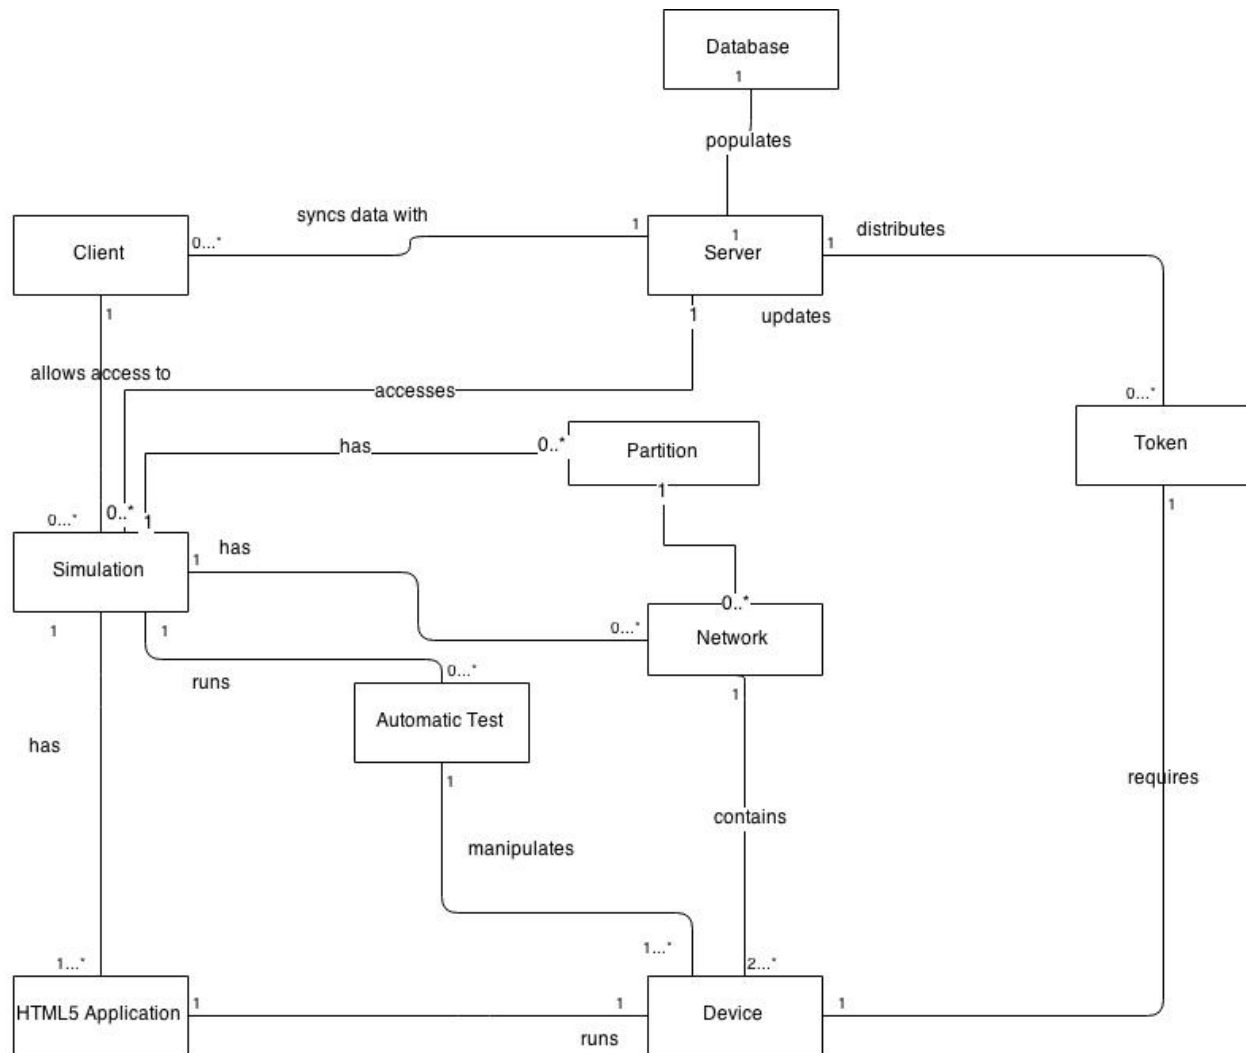 Database
1
populates
syncs data with
1
distributes
0...*
1
1
Client
Server
1
1
updates
allows access to
accesses
0...*
has
0..*
Partition
Token
1
1
0...*
0..*
1
has
1
Simulation
0..*
0...*
Network
1
1
0...*
runs
1
Automatic Test
has
1
requires
contains
manipulates
1...*
1...*
2...*
HTML5 Application
1
1
Device
1
runs